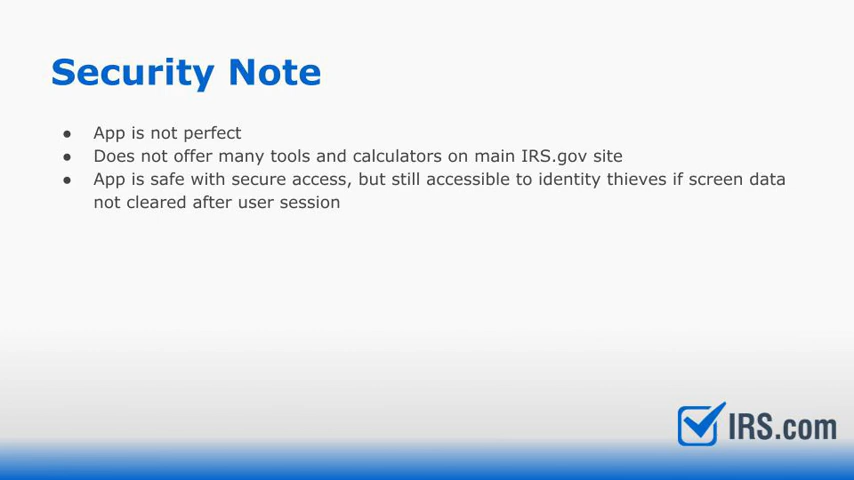 Security Note
● App is not perfect
● Does not offer many tools and calculators on main IRS.gov site
● App is safe with secure access, but still accessible to identity thieves if screen data
not cleared after user session
IRS.com